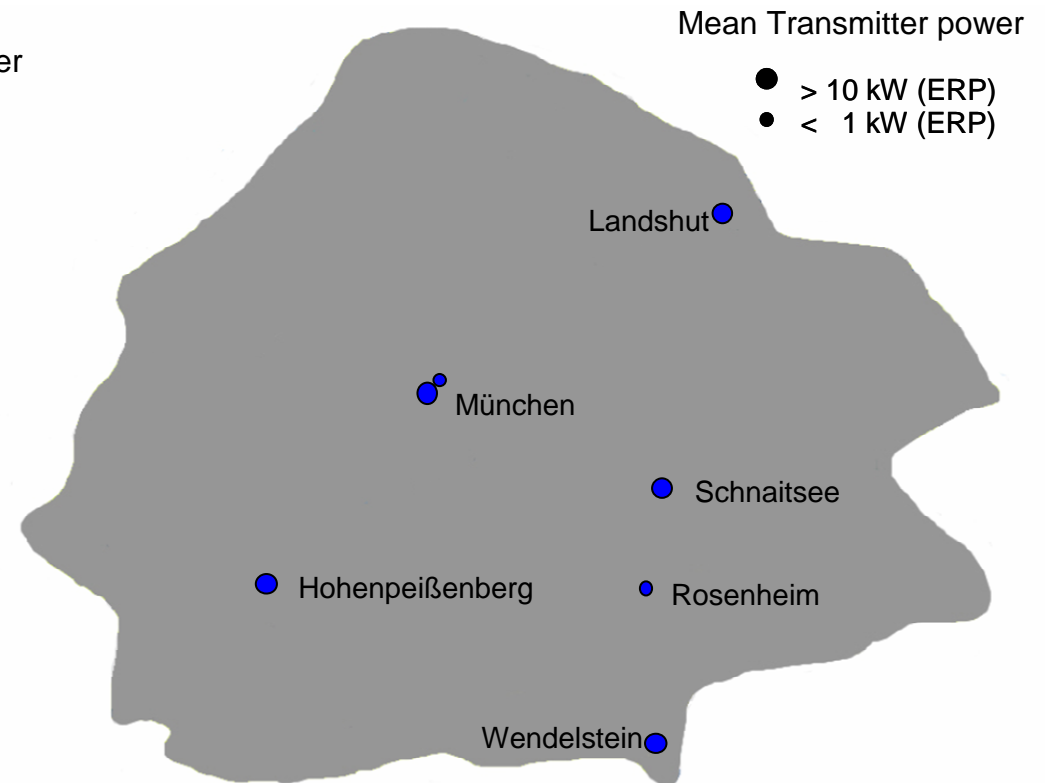 Mean Transmitter power
er
> 10 kW (ERP)
< 1 kW (ERP)
Landshut
München
Schnaitsee
Hohenpeißenberg
Rosenheim
Wendelstein